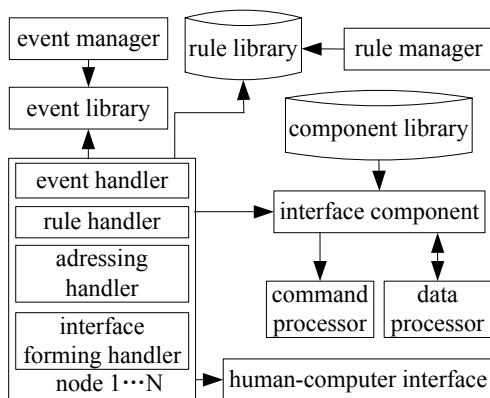 event manager
rule library
rule manager
event library
component library
event handler
rule handler
interface component
adressing
handler
command
processor
data
processor
interface
forming handler
node 1⋯N
human-computer interface